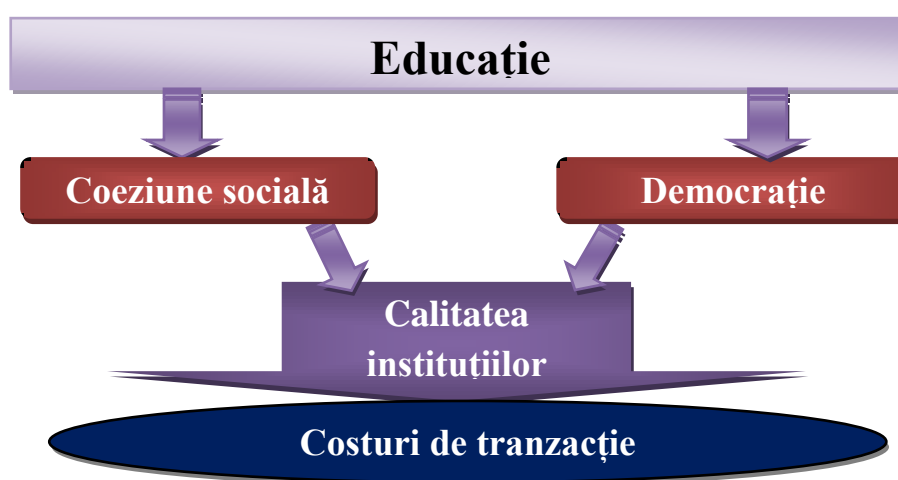 Educație
Coeziune socială
Democrație
Calitatea
instituțiilor
Costuri de tranzacție